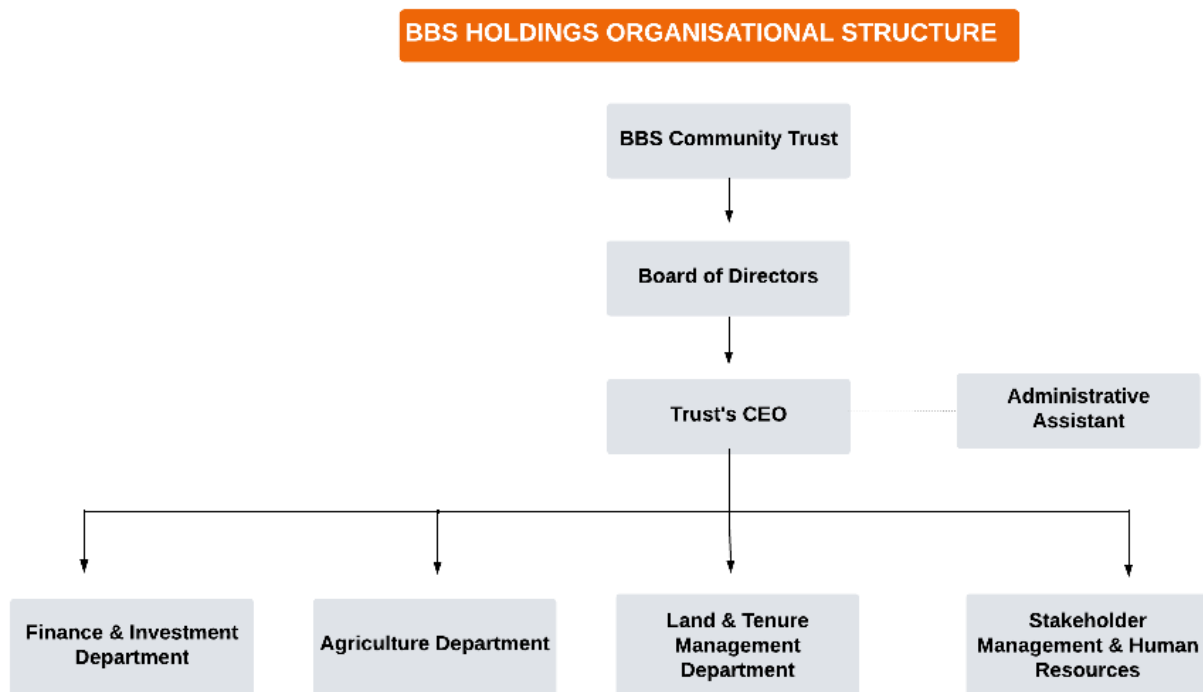 BBS HOLDINGS ORGANISATIONAL STRUCTURE
BBS Community Trust
Board of Directors
Trust's CEO
Administrative
Assistant
Finance & Investment
Department
Agriculture Department
Land & Tenure
Management
Department
Stakeholder
Management & Human
Resources